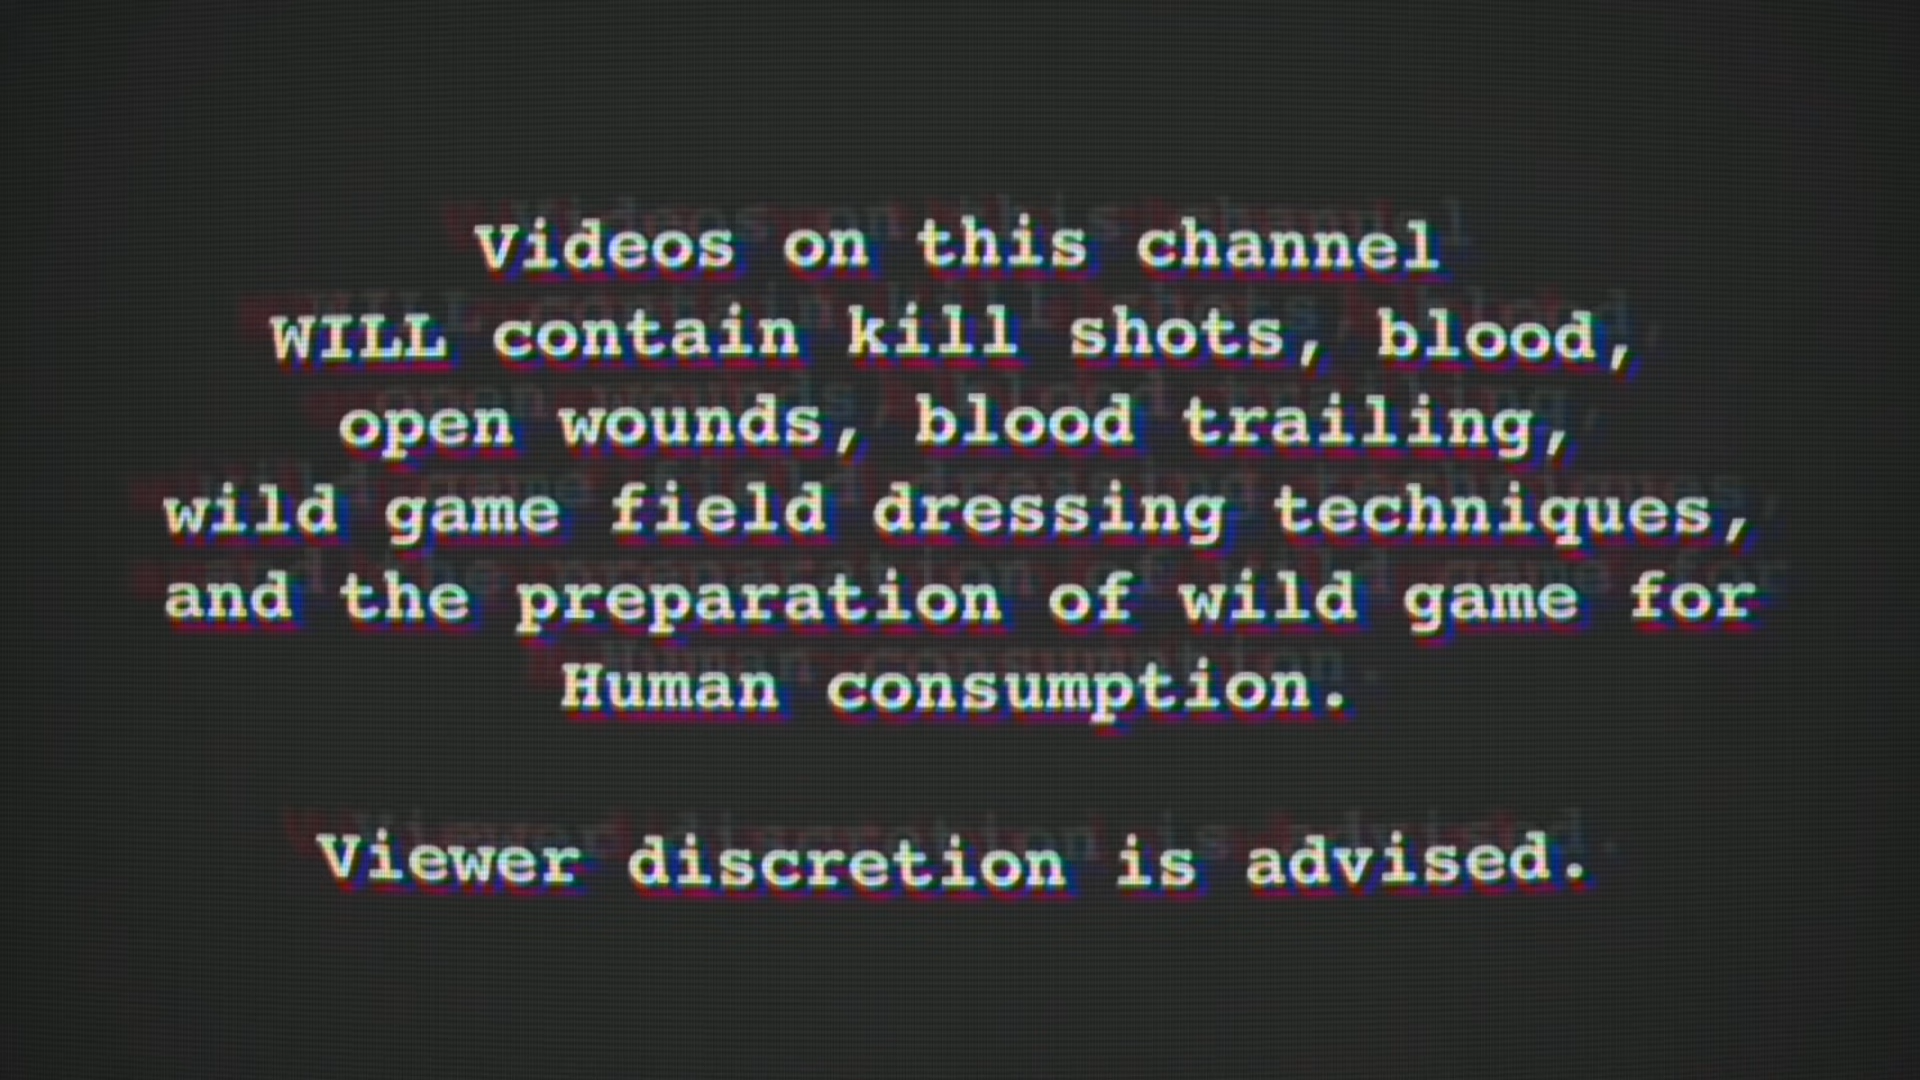 Videos on this channel
WILL contain kill shots, blood,
open wounds, blood trailing,
wild game field dressing techniques,
and the preparation of wild game for
Human consumption.
Viewer discretion is advised.